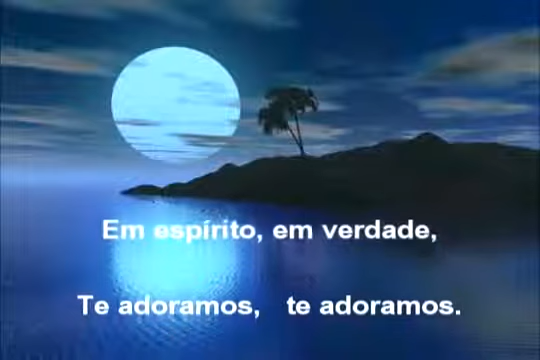 Em espírito, em verdade,
Te adoramos,   te adoramos.